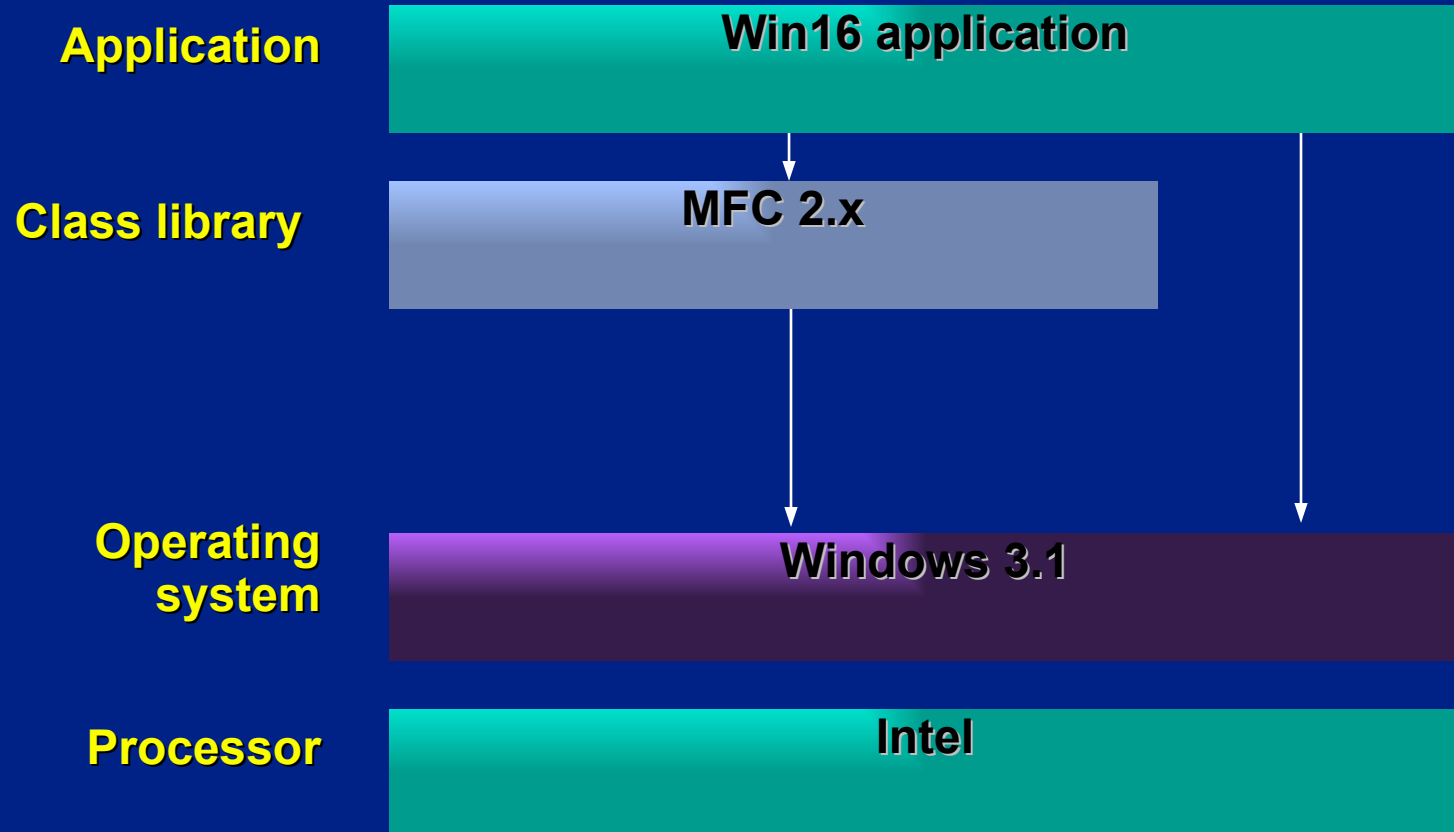 Application
Win16 application
Class library
MFC 2.x
Operating
system
Windows 3.1
Processor
Intel